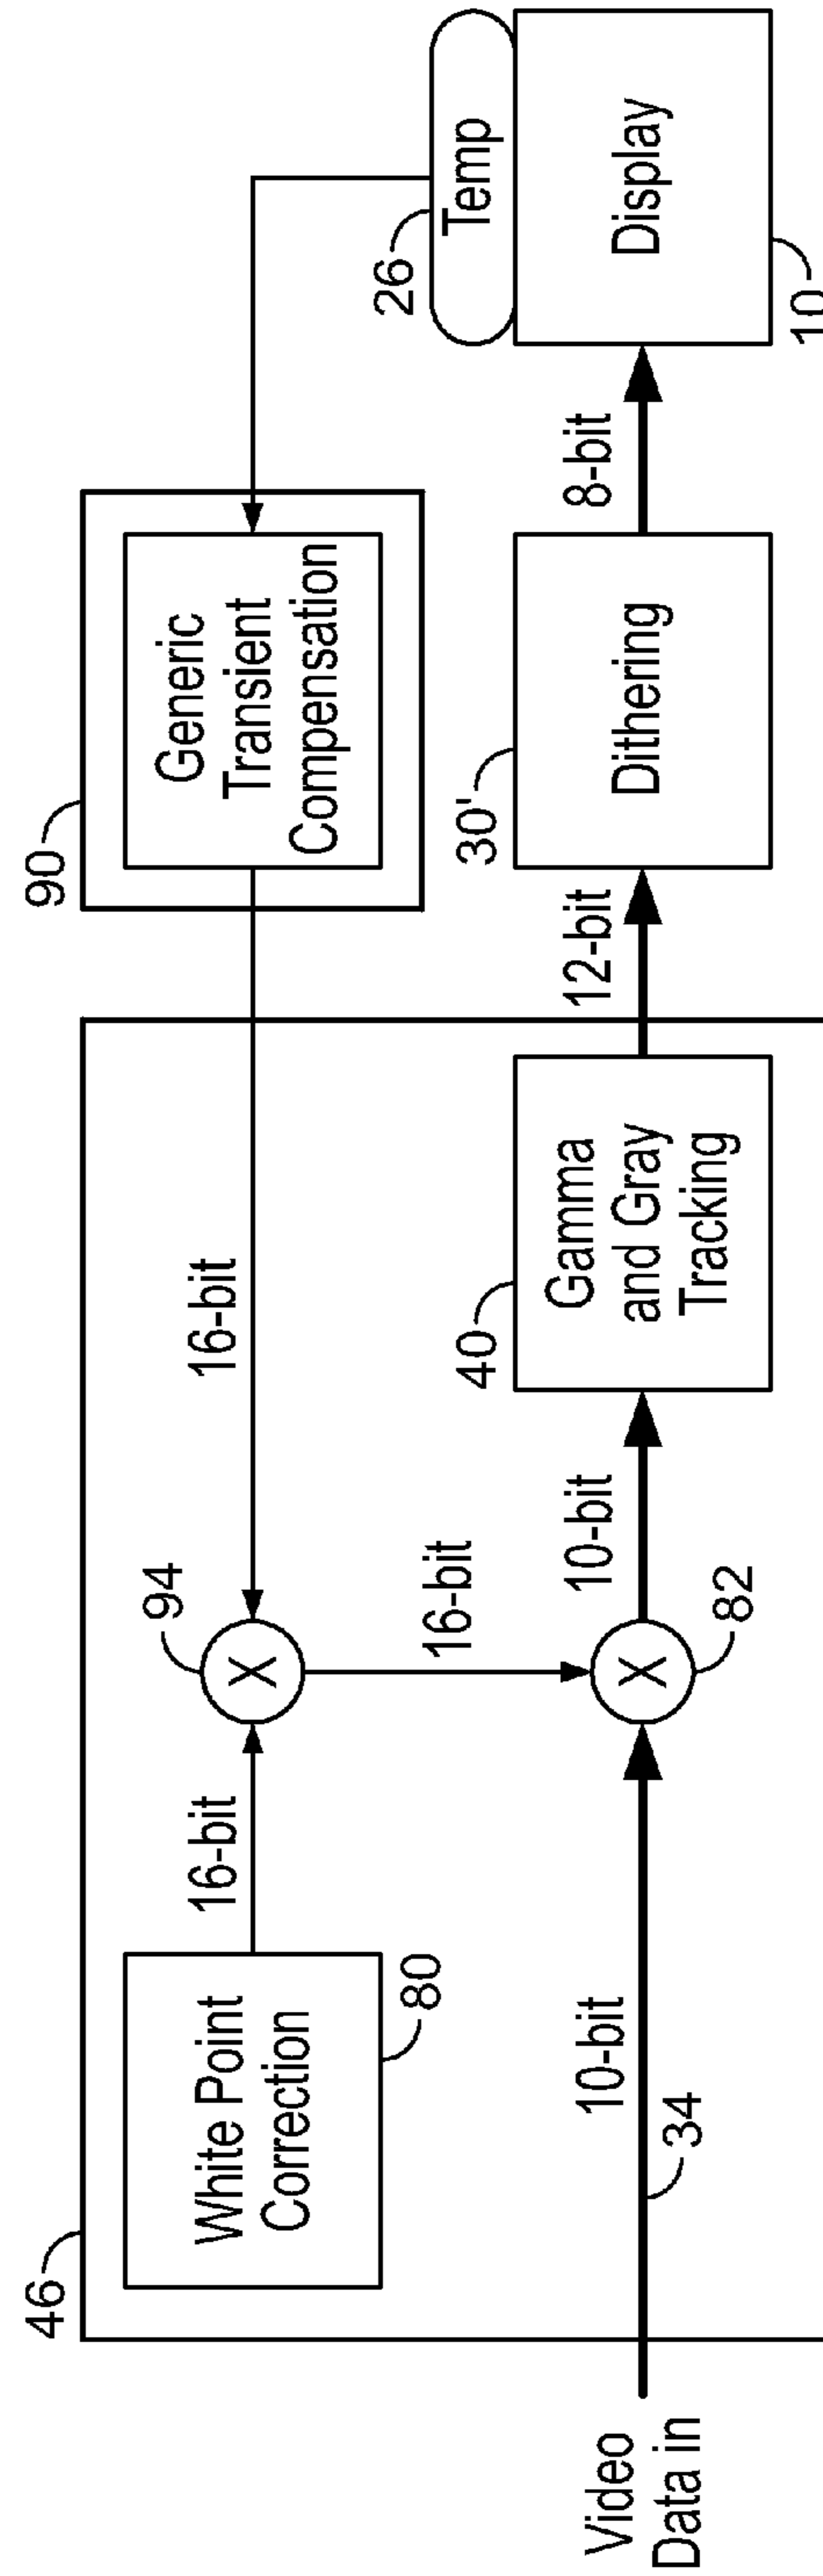 46
White Point
Correction
80
16-bit
94
X
16-bit
90
Generic
Transient
Compensation
26
Temp
16-bit
Video
Data in
34
10-bit
X
82
10-bit
40
Gamma
and Gray
Tracking
12-bit
30'
Dithering
8-bit
Display
10